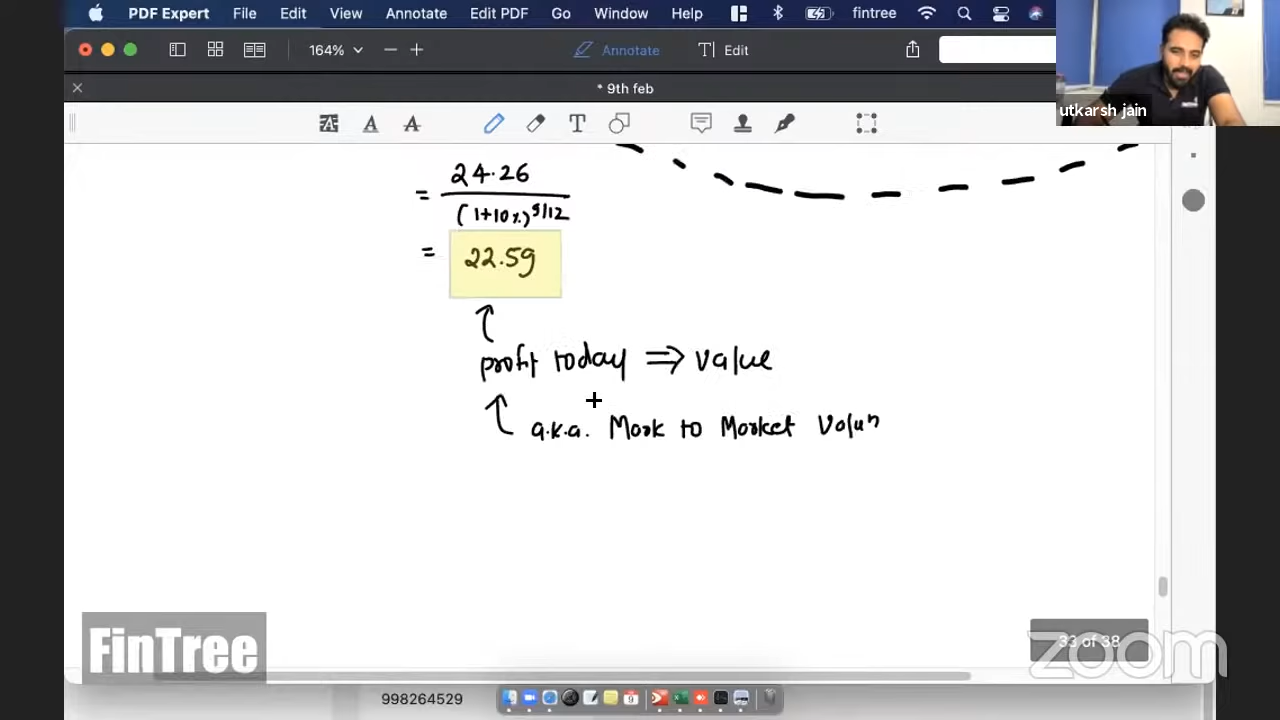 PDF Expert File Edit View Annotate Edit PDF Go Window Help fintree
164% Annotate T Edit
* 9th feb
utkarsh jain
24.26
= (1+10%)^5/12
= 22.59
profit today ⇒ value
a.k.a. Mark to Market Value
FinTree
33 of 38
zoom
998264529